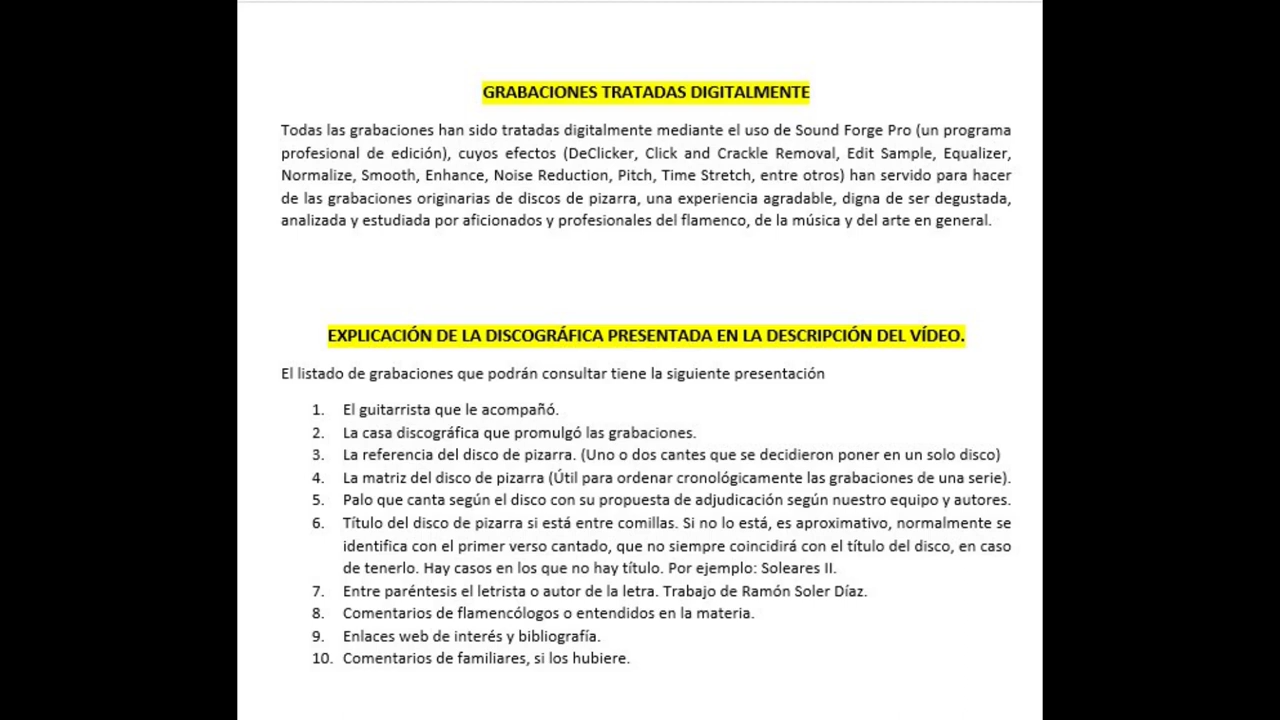 GRABACIONES TRATADAS DIGITALMENTE
Todas las grabaciones han sido tratadas digitalmente mediante el uso de Sound Forge Pro (un programa
profesional de edición), cuyos efectos (DeClicker, Click and Crackle Removal, Edit Sample, Equalizer,
Normalize, Smooth, Enhance, Noise Reduction, Pitch, Time Stretch, entre otros) han servido para hacer
de las grabaciones originarias de discos de pizarra, una experiencia agradable, digna de ser degustada,
analizada y estudiada por aficionados y profesionales del flamenco, de la música y del arte en general.
EXPLICACIÓN DE LA DISCOGRÁFICA PRESENTADA EN LA DESCRIPCIÓN DEL VÍDEO.
El listado de grabaciones que podrán consultar tiene la siguiente presentación
1. El guitarrista que le acompañó.
2. La casa discográfica que promulgó las grabaciones.
3. La referencia del disco de pizarra. (Uno o dos cantes que se decidieron poner en un solo disco)
4. La matriz del disco de pizarra (Útil para ordenar cronológicamente las grabaciones de una serie).
5. Palo que canta según el disco con su propuesta de adjudicación según nuestro equipo y autores.
6. Título del disco de pizarra si está entre comillas. Si no lo está, es aproximativo, normalmente se
identifica con el primer verso cantado, que no siempre coincidirá con el título del disco, en caso
de tenerlo. Hay casos en los que no hay título. Por ejemplo: Soleares II.
7. Entre paréntesis el letrista o autor de la letra. Trabajo de Ramón Soler Díaz.
8. Comentarios de flamencólogos o entendidos en la materia.
9. Enlaces web de interés y bibliografía.
10. Comentarios de familiares, si los hubiere.